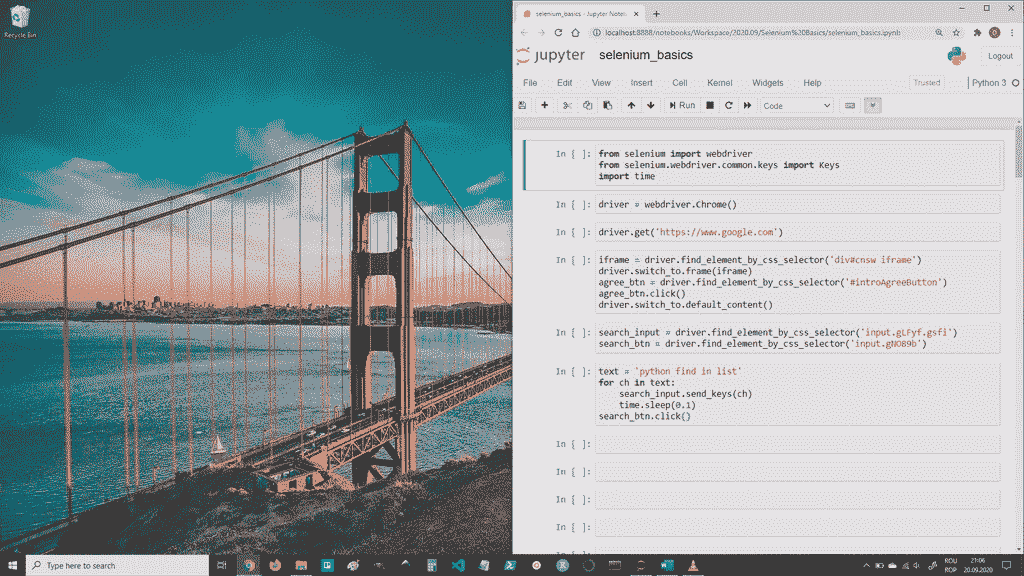 Recycle Bin
selenium_basics - Jupyter Note
localhost:8888/notebooks/Workspace/2020.09/Selenium%20Basics/selenium_basics.ipynb
jupyter selenium_basics
Logout
File Edit View Insert Cell Kernel Widgets Help
Trusted
Python 3
Run
Code
In [ ]: from selenium import webdriver
from selenium.webdriver.common.keys import Keys
import time
In [ ]: driver = webdriver.Chrome()
In [ ]: driver.get('https://www.google.com')
In [ ]: iframe = driver.find_element_by_css_selector('div#cnsw iframe')
driver.switch_to.frame(iframe)
agree_btn = driver.find_element_by_css_selector('#introAgreeButton')
agree_btn.click()
driver.switch_to.default_content()
In [ ]: search_input = driver.find_element_by_css_selector('input.gLFyf.gsfi')
search_btn = driver.find_element_by_css_selector('input.gNO89b')
In [ ]: text = 'python find in list'
for ch in text:
search_input.send_keys(ch)
time.sleep(0.1)
search_btn.click()
In [ ]:
In [ ]:
In [ ]:
In [ ]:
Type here to search
ROU
ROP
21:06
20.09.2020